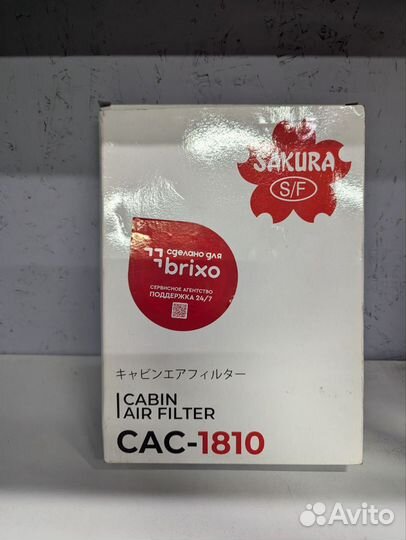 SAKURA
S/F
сделано для
brixo
СЕРВИСНОЕ АГЕНТСТВО
ПОДДЕРЖКА 24/7
キャビンエアフィルター
CABIN
AIR FILTER
CAC-1810
Avito